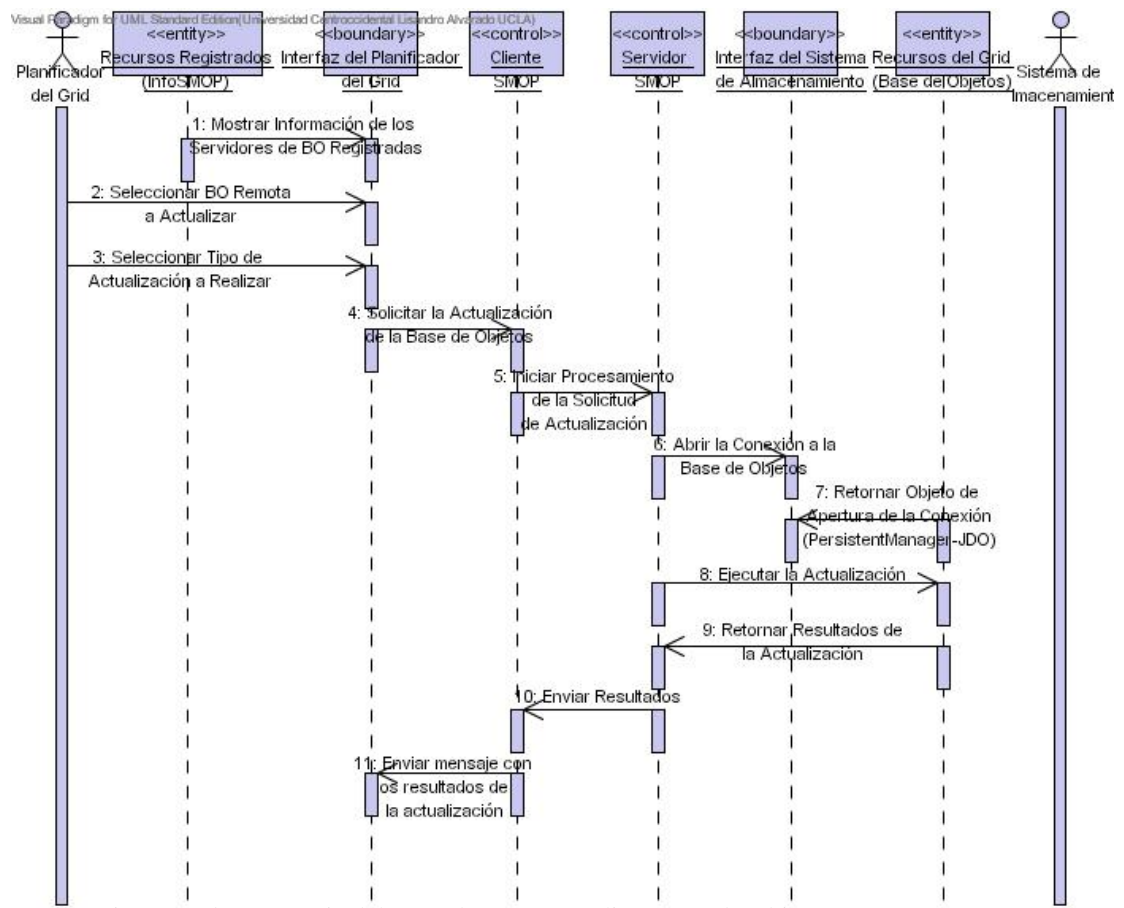 Visual Paradigm for UML Standard Edition(Universidad Centroccidental Lisandro Alvarado UCLA)
<<entity>>
Recursos Registrados
(InfoSMOP)
<<boundary>>
Interfaz del Planificador
del Grid
<<control>>
Cliente
SMOP
<<control>>
Servidor
SMOP
<<boundary>>
Interfaz del Sistema
de Almacenamiento
<<entity>>
Recursos del Grid
(Base de Objetos)
Planificador
del Grid
Sistema de
lmacenamient
1: Mostrar Información de los
Servidores de BO Registradas
2: Seleccionar BO Remota
a Actualizar
3: Seleccionar Tipo de
Actualización a Realizar
4: Solicitar la Actualización
de la Base de Objetos
5: Iniciar Procesamiento
de la Solicitud
de Actualización
6: Abrir la Conexión a la
Base de Objetos
7: Retornar Objeto de
Apertura de la Conexión
(PersistentManager-JDO)
8: Ejecutar la Actualización
9: Retornar Resultados de
la Actualización
10: Enviar Resultados
11: Enviar mensaje con
os resultados de
la actualización